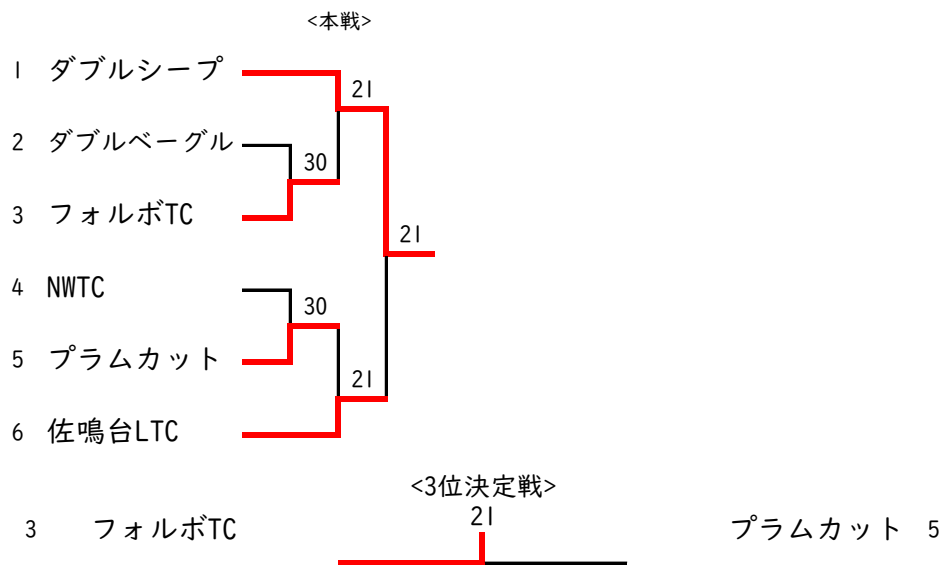 <本戦>
1 ダブルシープ
21
2 ダブルベーグル
30
3 フォルボTC
21
4 NWTC
30
5 プラムカット
21
6 佐鳴台LTC
<3位決定戦>
21
3 フォルボTC プラムカット 5